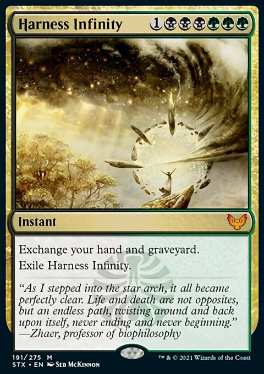 Harness Infinity 1
Instant
Exchange your hand and graveyard.
Exile Harness Infinity.
“As I stepped into the star arch, it all became
perfectly clear. Life and death are not opposites,
but an endless path, twisting around and back
upon itself, never ending and never beginning.”
—Zhaer, professor of biophilosophy
191/275 M
STX • EN Seb McKinnon
™ & © 2021 Wizards of the Coast